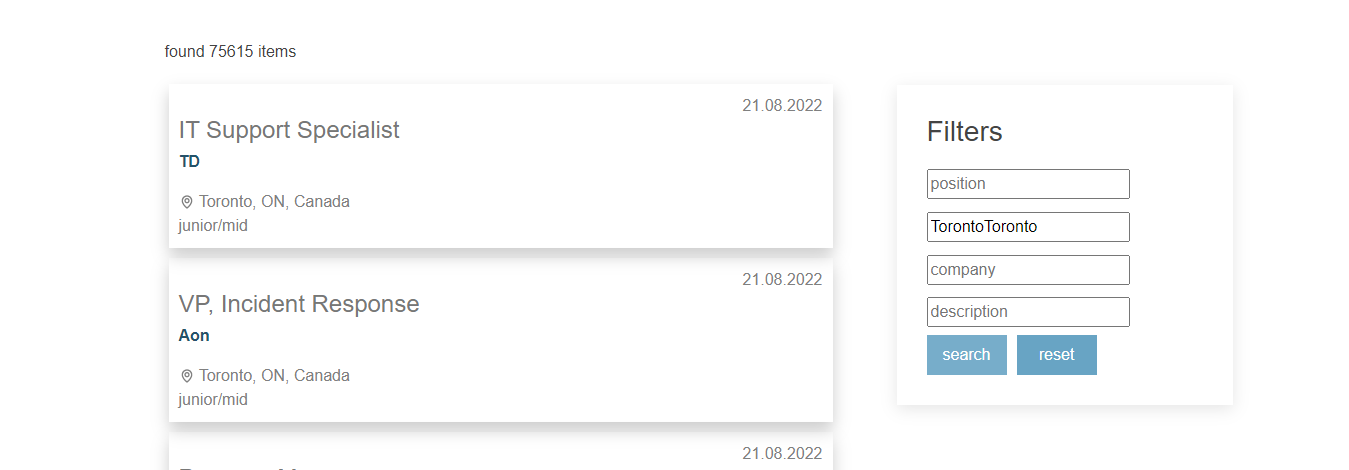 found 75615 items
21.08.2022
IT Support Specialist
TD
Toronto, ON, Canada
junior/mid
21.08.2022
VP, Incident Response
Aon
Toronto, ON, Canada
junior/mid
21.08.2022
Filters
position
TorontoToronto
company
description
search reset